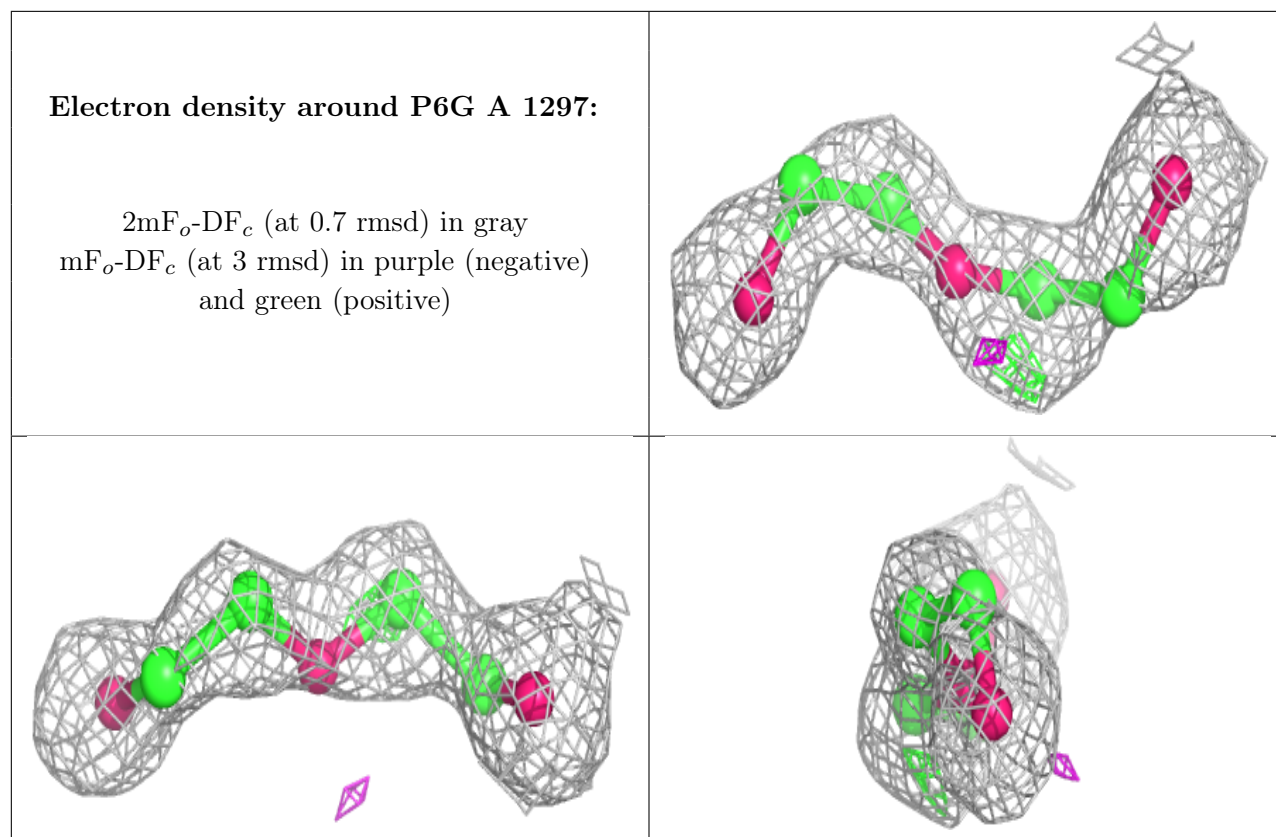 Electron density around P6G A 1297:
2mFₒ-DF𝒸 (at 0.7 rmsd) in gray
mFₒ-DF𝒸 (at 3 rmsd) in purple (negative)
and green (positive)